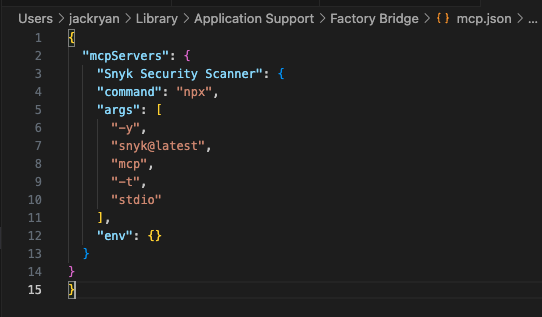 Users > jackryan > Library > Application Support > Factory Bridge > {} mcp.json > ...
1 {
2   "mcpServers": {
3     "Snyk Security Scanner": {
4     "command": "npx",
5     "args": [
6       "-y",
7       "snyk@latest",
8       "mcp",
9       "-t",
10       "stdio"
11     ],
12     "env": {}
13   }
14 }
15 }